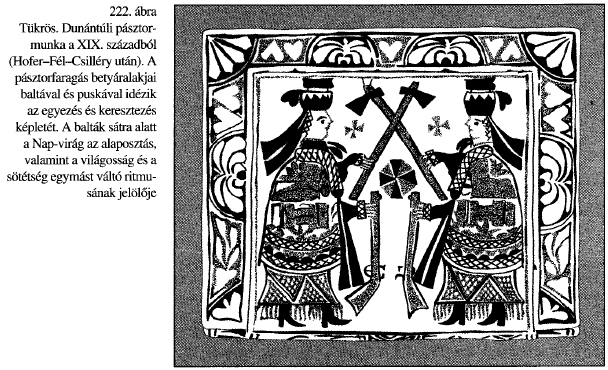 222. ábra
Tükrös. Dunántúli pásztor-
munka a XIX. századból
(Hofer–Fél–Csilléry után). A
pásztorfaragás betyáralakjai
baltával és puskával idézik
az egyezés és keresztezés
képletét. A balták sátra alatt
a Nap-virág az alaposztás,
valamint a világosság és a
sötétség egymást váltó ritmu-
sának jelölője